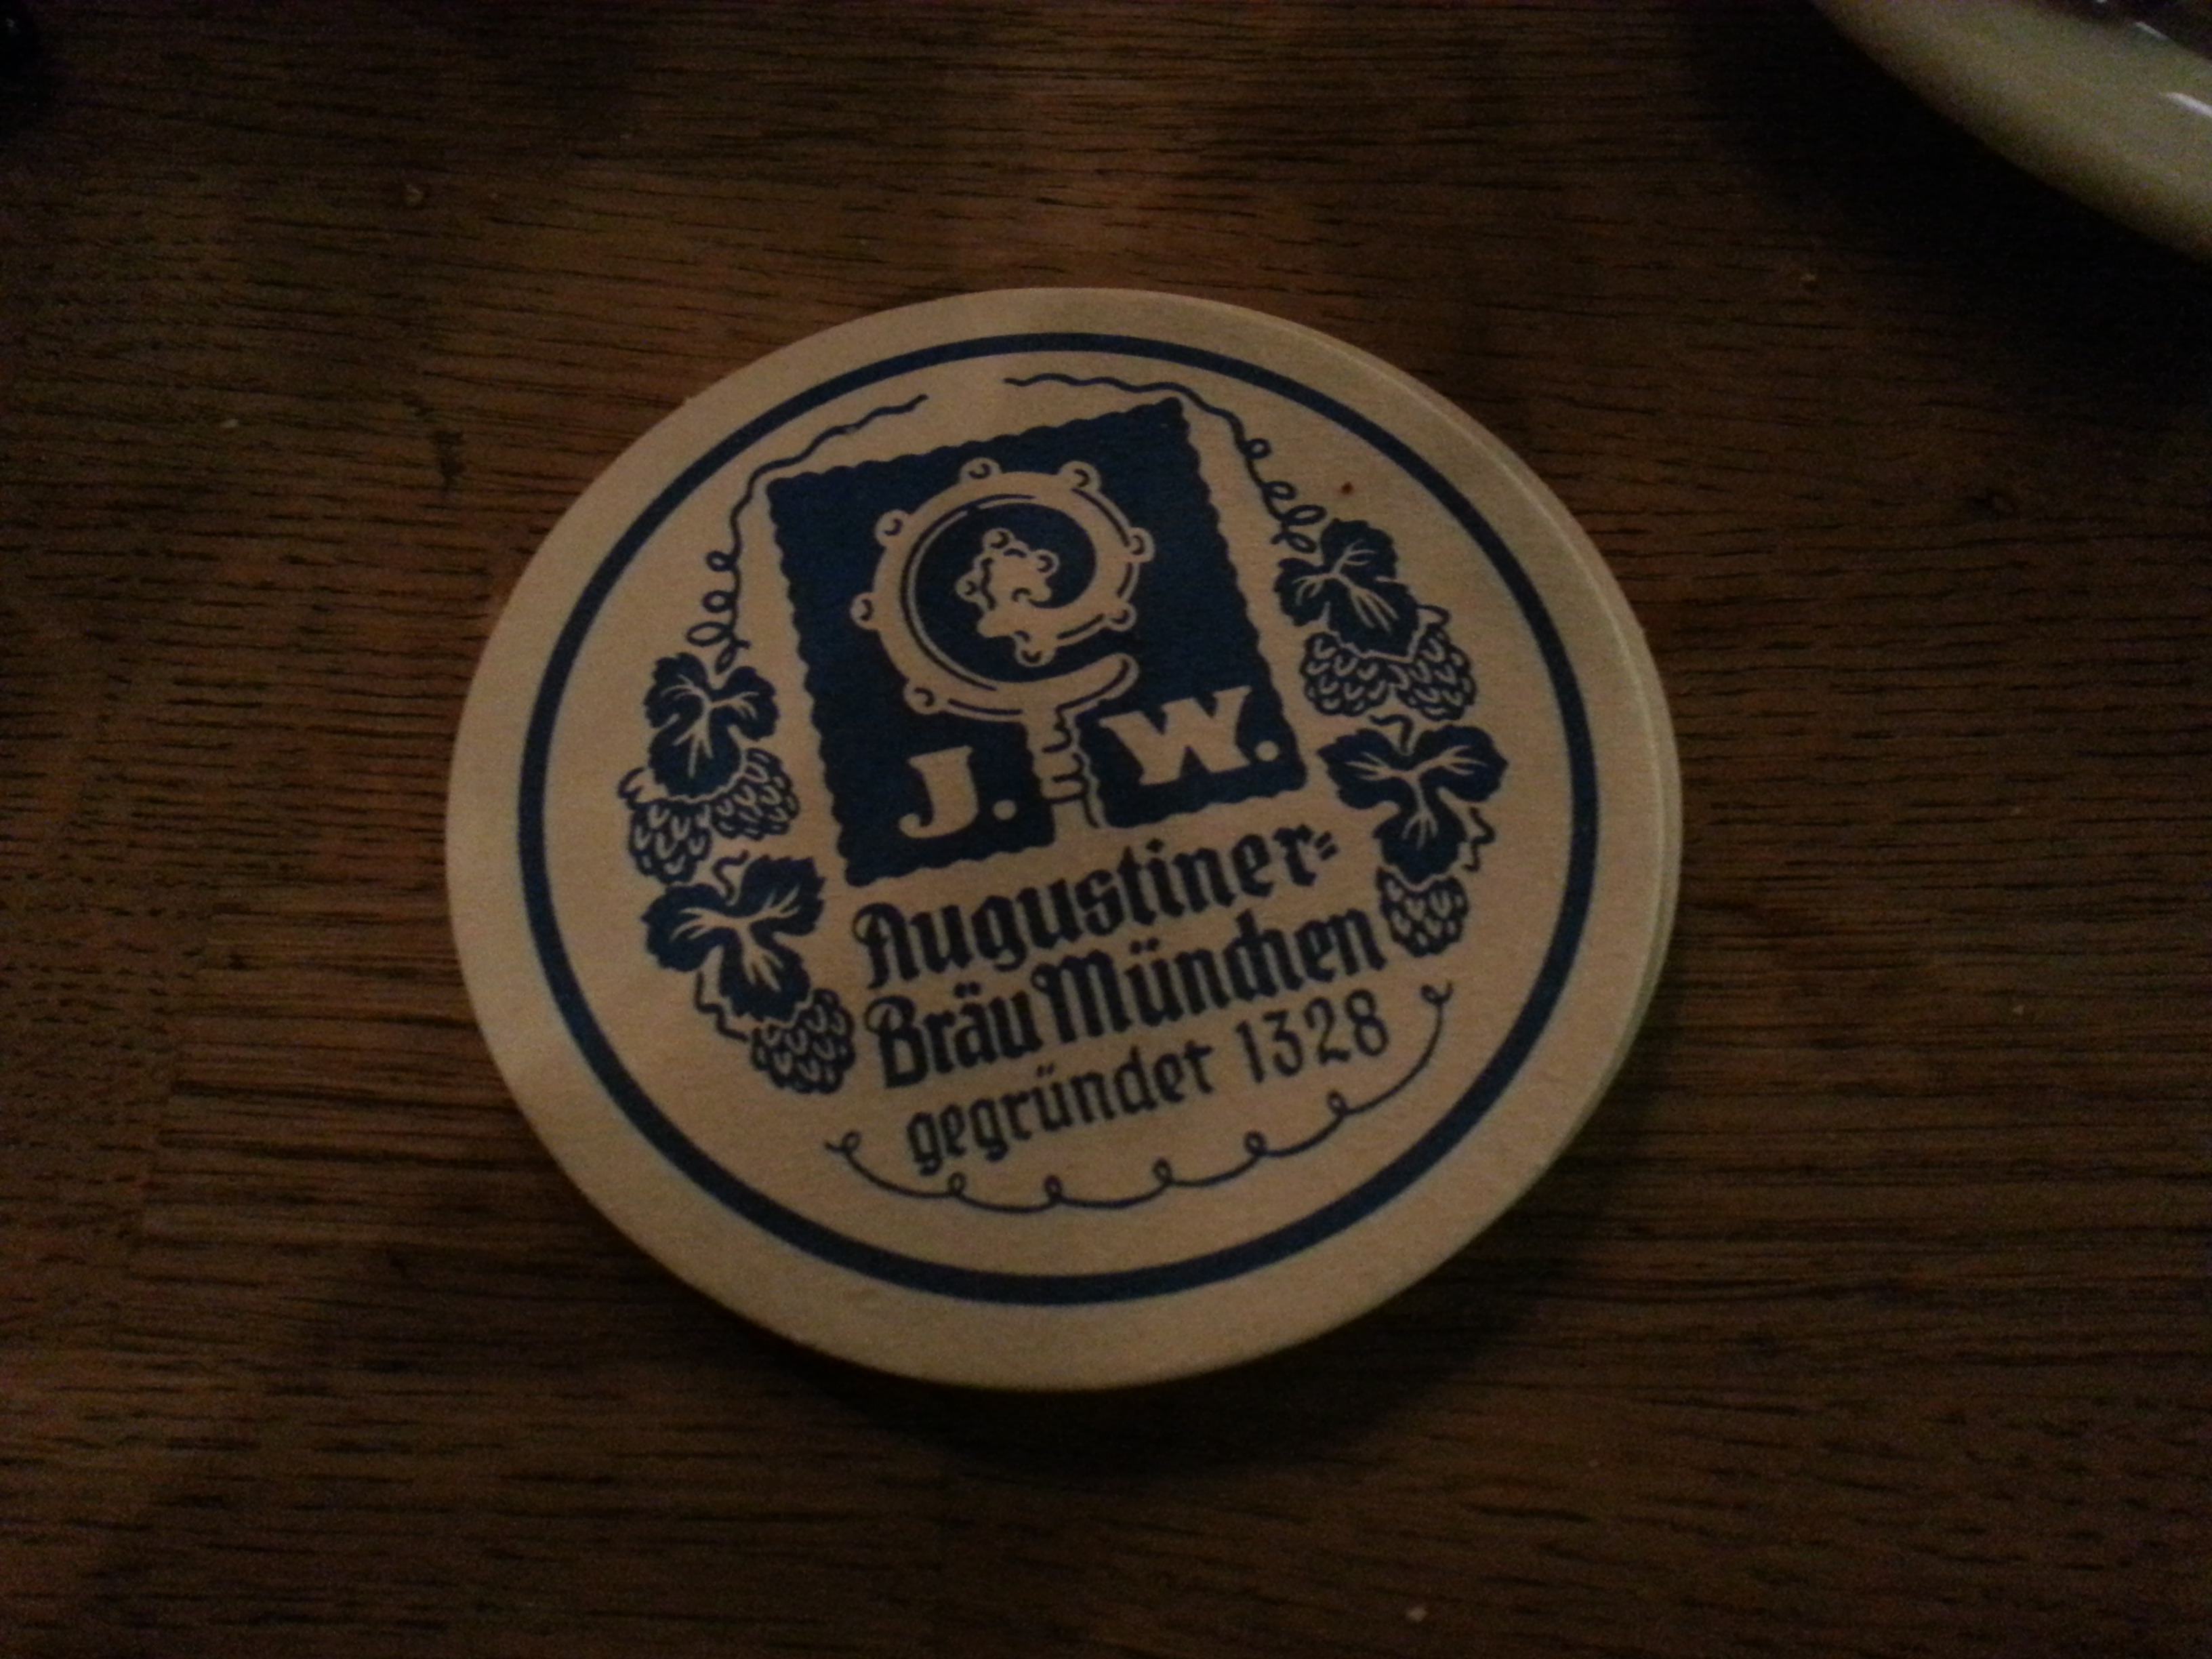 J. W.
Augustiner-
Bräu München
gegründet 1328